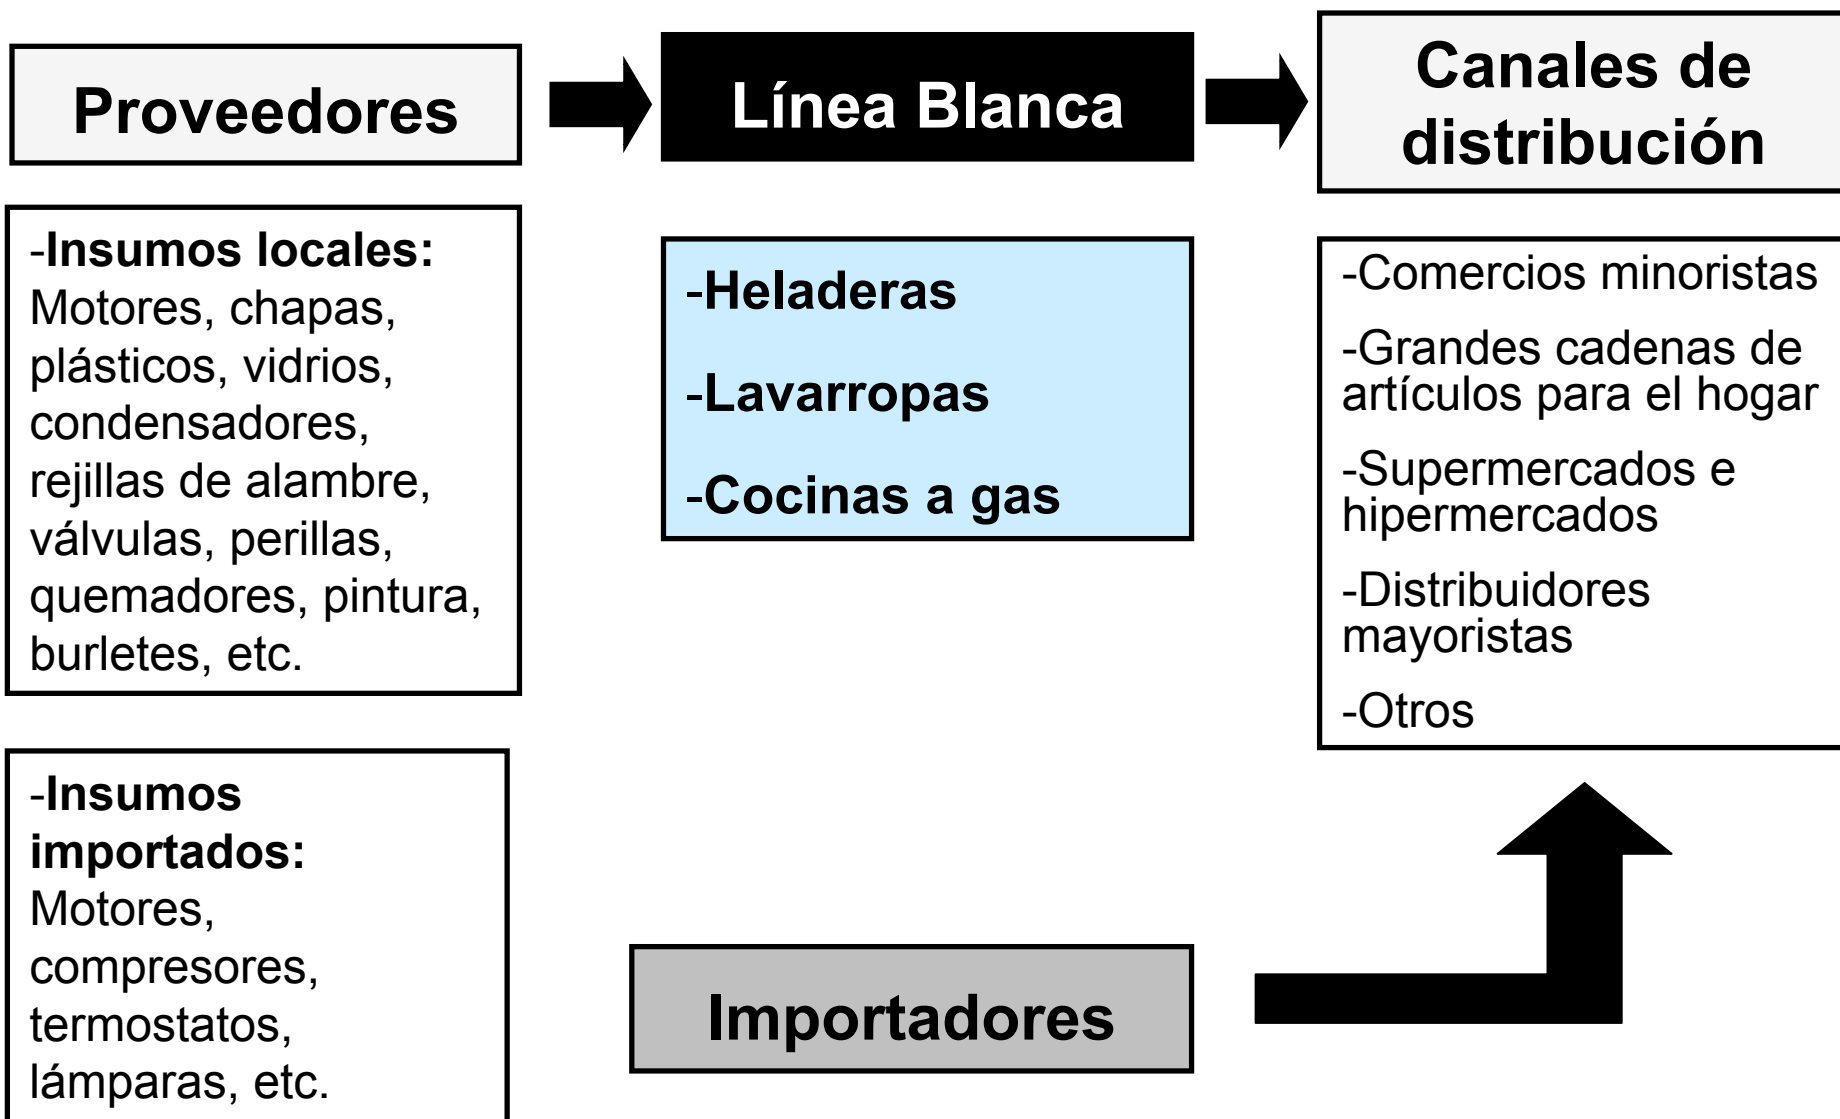 Proveedores
Línea Blanca
Canales de
distribución
-Insumos locales:
Motores, chapas,
plásticos, vidrios,
condensadores,
rejillas de alambre,
válvulas, perillas,
quemadores, pintura,
burletes, etc.
-Insumos
importados:
Motores,
compresores,
termostatos,
lámparas, etc.
-Heladeras
-Lavarropas
-Cocinas a gas
-Comercios minoristas
-Grandes cadenas de
artículos para el hogar
-Supermercados e
hipermercados
-Distribuidores
mayoristas
-Otros
Importadores